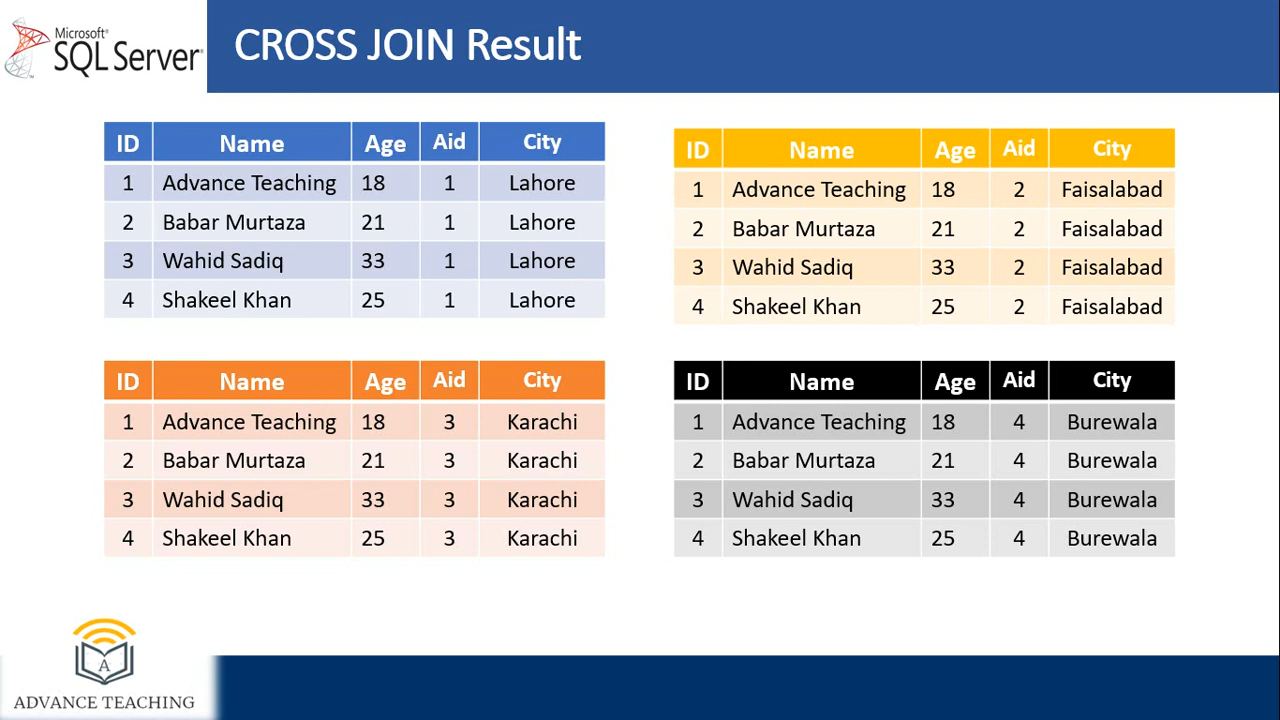 Microsoft®
SQL Server®
CROSS JOIN Result
ID Name Age Aid City
1 Advance Teaching 18 1 Lahore
2 Babar Murtaza 21 1 Lahore
3 Wahid Sadiq 33 1 Lahore
4 Shakeel Khan 25 1 Lahore
ID Name Age Aid City
1 Advance Teaching 18 2 Faisalabad
2 Babar Murtaza 21 2 Faisalabad
3 Wahid Sadiq 33 2 Faisalabad
4 Shakeel Khan 25 2 Faisalabad
ID Name Age Aid City
1 Advance Teaching 18 3 Karachi
2 Babar Murtaza 21 3 Karachi
3 Wahid Sadiq 33 3 Karachi
4 Shakeel Khan 25 3 Karachi
ID Name Age Aid City
1 Advance Teaching 18 4 Burewala
2 Babar Murtaza 21 4 Burewala
3 Wahid Sadiq 33 4 Burewala
4 Shakeel Khan 25 4 Burewala
A
ADVANCE TEACHING